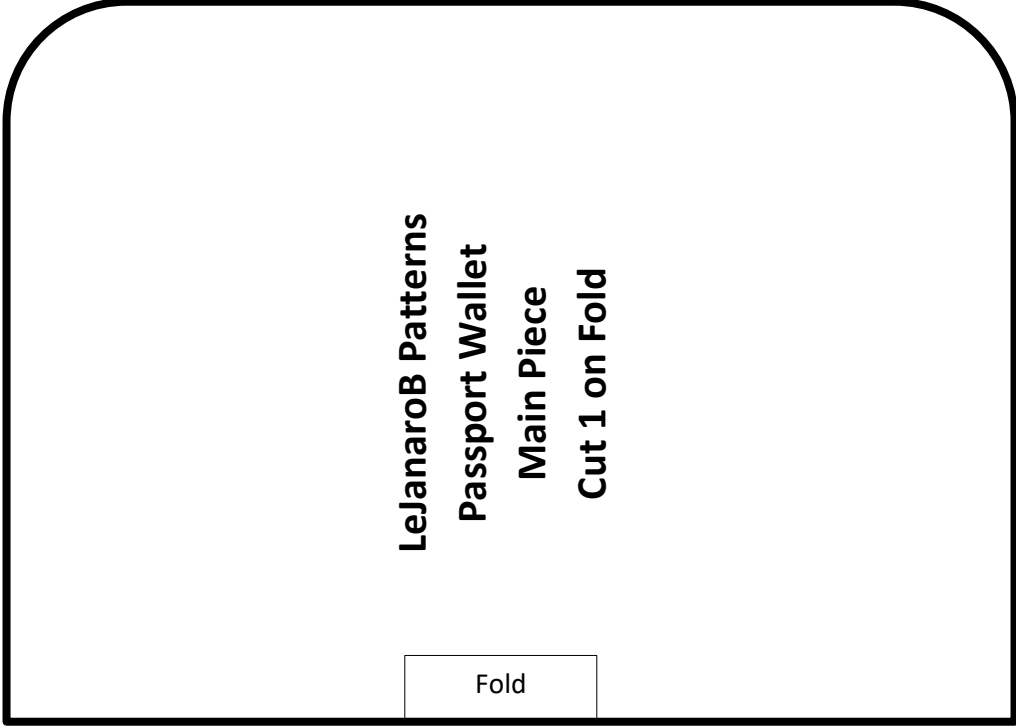 LeJanaroB Patterns
Passport Wallet
Main Piece
Cut 1 on Fold
Fold